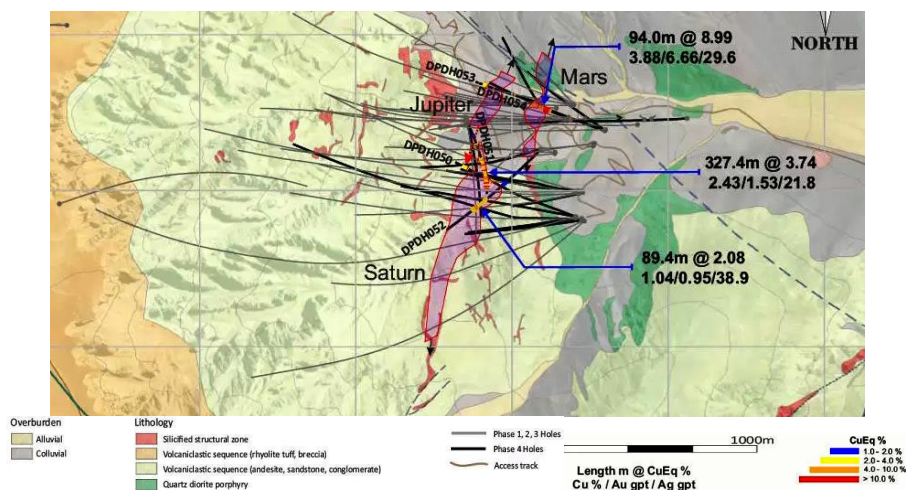 94.0m @ 8.99
3.88/6.66/29.6
NORTH
DPDH053
Mars
DPDH054
Jupiter
DPDH051
DPDH050
327.4m @ 3.74
2.43/1.53/21.8
DPDH052
89.4m @ 2.08
1.04/0.95/38.9
Saturn
Overburden
Alluvial
Colluvial
Lithology
Silicified structural zone
Volcaniclastic sequence (rhyolite tuff, breccia)
Volcaniclastic sequence (andesite, sandstone, conglomerate)
Quartz diorite porphyry
Phase 1, 2, 3 Holes
Phase 4 Holes
Access track
1000m
Length m @ CuEq %
Cu % / Au gpt / Ag gpt
CuEq %
1.0 - 2.0 %
2.0 - 4.0 %
4.0 - 10.0 %
> 10.0 %